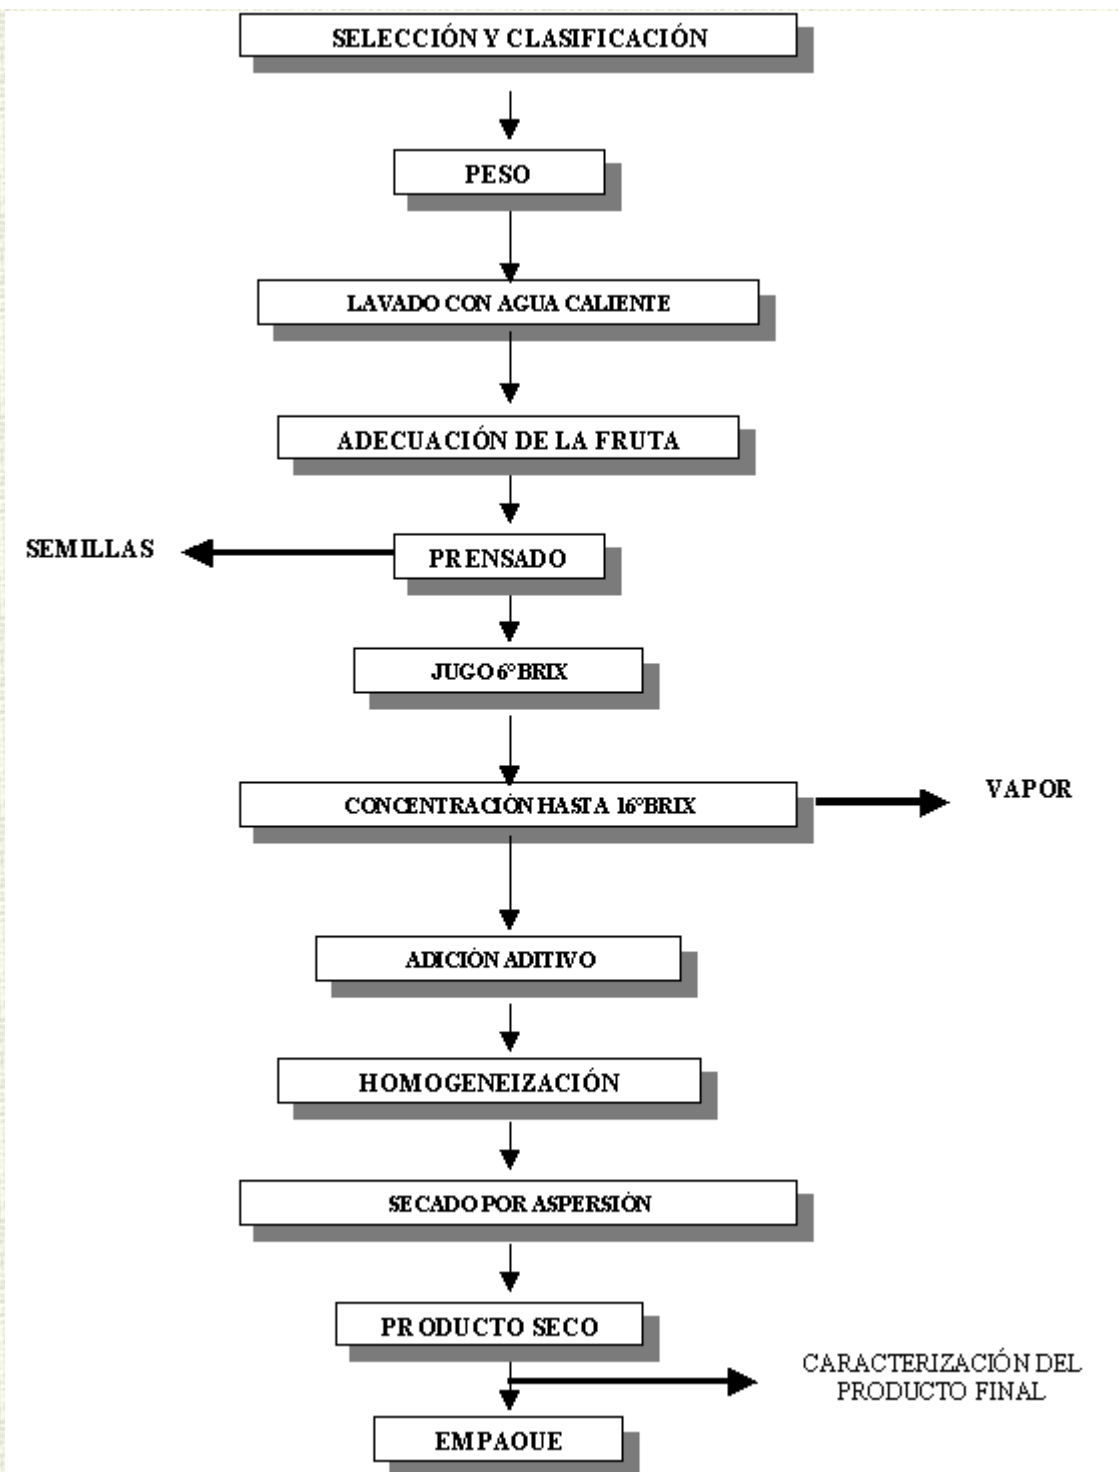 SELECCIÓN Y CLASIFICACIÓN
PESO
LAVADO CON AGUA CALIENTE
ADECUACIÓN DE LA FRUTA
SEMILLAS
PRENSADO
JUGO 6°BRIX
CONCENTRACIÓN HASTA 16°BRIX
VAPOR
ADICIÓN ADITIVO
HOMOGENEIZACIÓN
SECADO POR ASPERSIÓN
PRODUCTO SECO
CARACTERIZACIÓN DEL
PRODUCTO FINAL
EMPAQUE